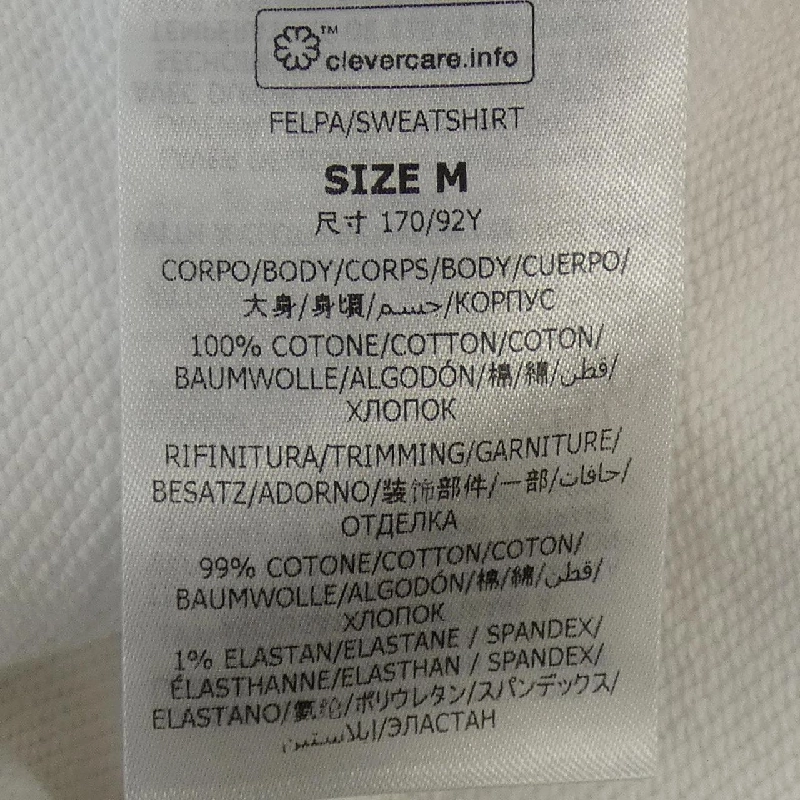 ™ clevercare.info
FELPA/SWEATSHIRT
SIZE M
尺寸 170/92Y
CORPO/BODY/CORPS/BODY/CUERPO/
大身/身頃/جسم/КОРПУС
100% COTONE/COTTON/COTON/
BAUMWOLLE/ALGODÓN/棉/綿/قطن/
ХЛОПОК
RIFINITURA/TRIMMING/GARNITURE/
BESATZ/ADORNO/装饰部件/一部/حافات/
ОТДЕЛКА
99% COTONE/COTTON/COTON/
BAUMWOLLE/ALGODÓN/棉/綿/قطن/
ХЛОПОК
1% ELASTAN/ELASTANE / SPANDEX/
ÉLASTHANNE/ELASTHAN / SPANDEX/
ELASTANO/氨纶/ポリウレタン/スパンデックス/
إيلاستين/ЭЛАСТАН